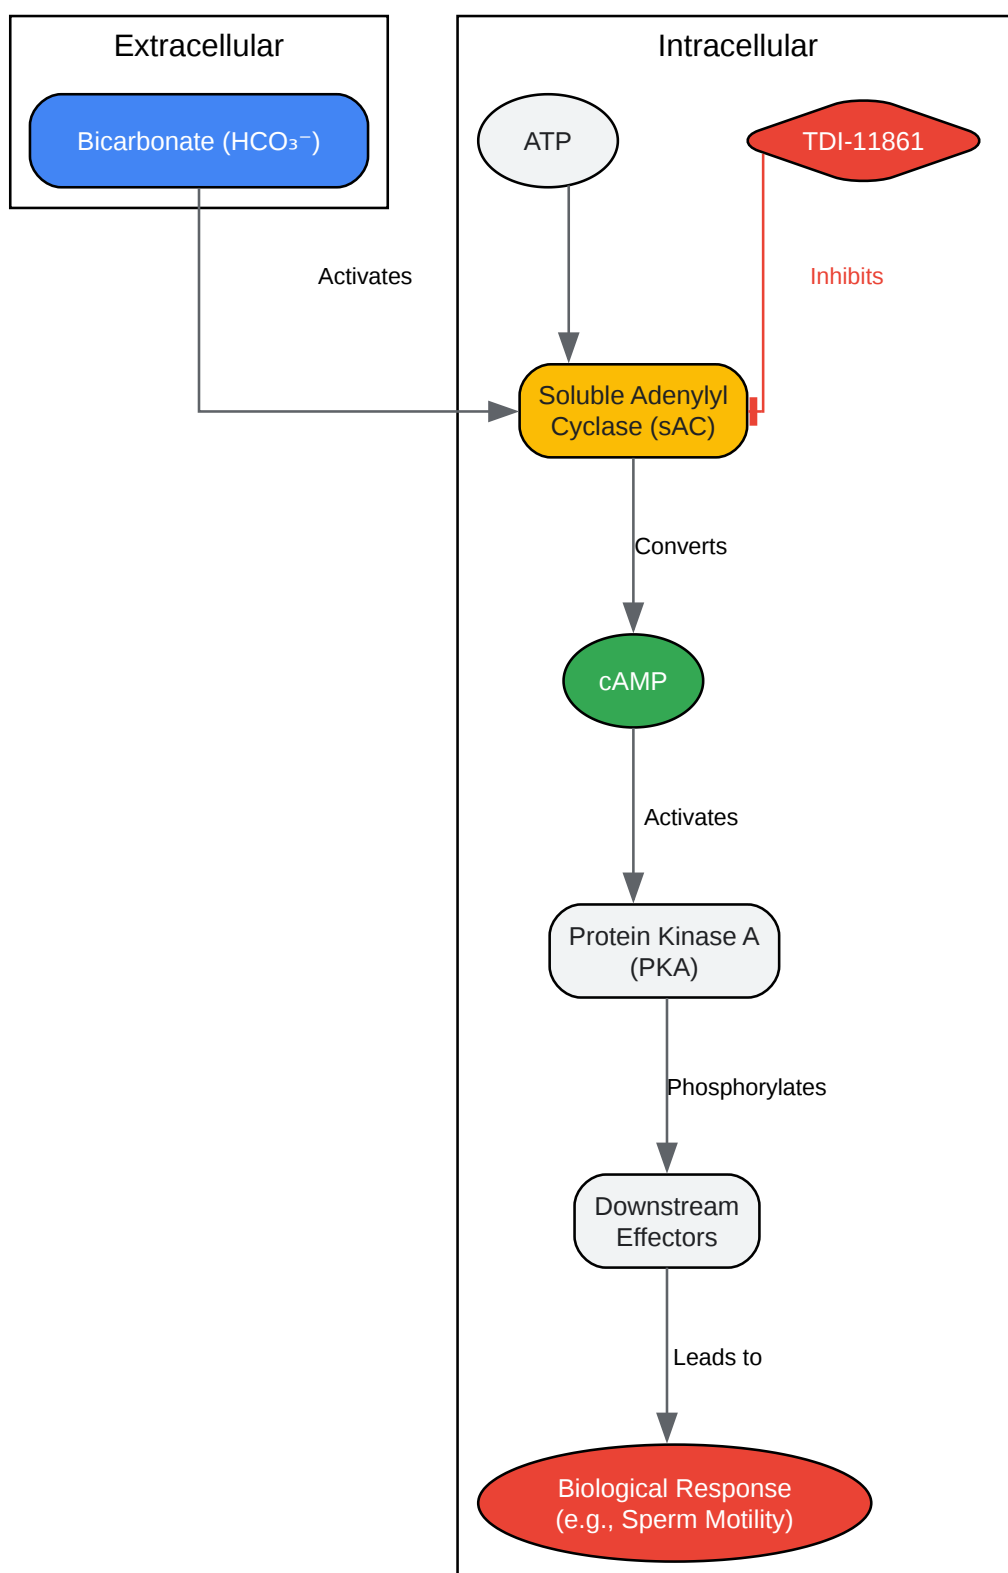 Extracellular
Intracellular
Bicarbonate (HCO₃⁻)
ATP
TDI-11861
Activates
Inhibits
Soluble Adenylyl
Cyclase (sAC)
Converts
cAMP
Activates
Protein Kinase A
(PKA)
Phosphorylates
Downstream
Effectors
Leads to
Biological Response
(e.g., Sperm Motility)